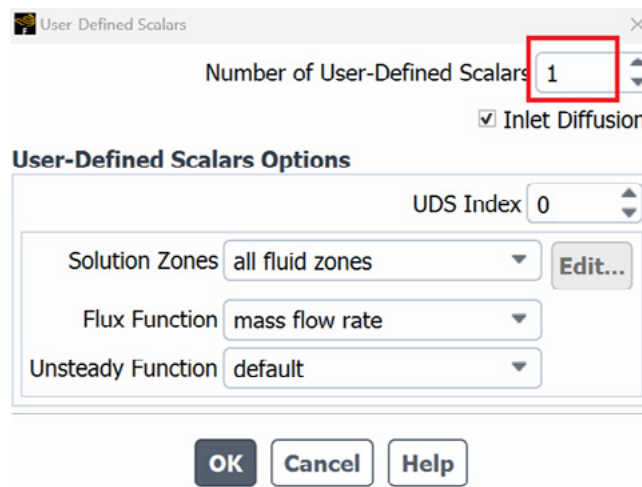 User Defined Scalars
Number of User-Defined Scalars 1
Inlet Diffusion
User-Defined Scalars Options
UDS Index 0
Solution Zones all fluid zones Edit...
Flux Function mass flow rate
Unsteady Function default
OK Cancel Help